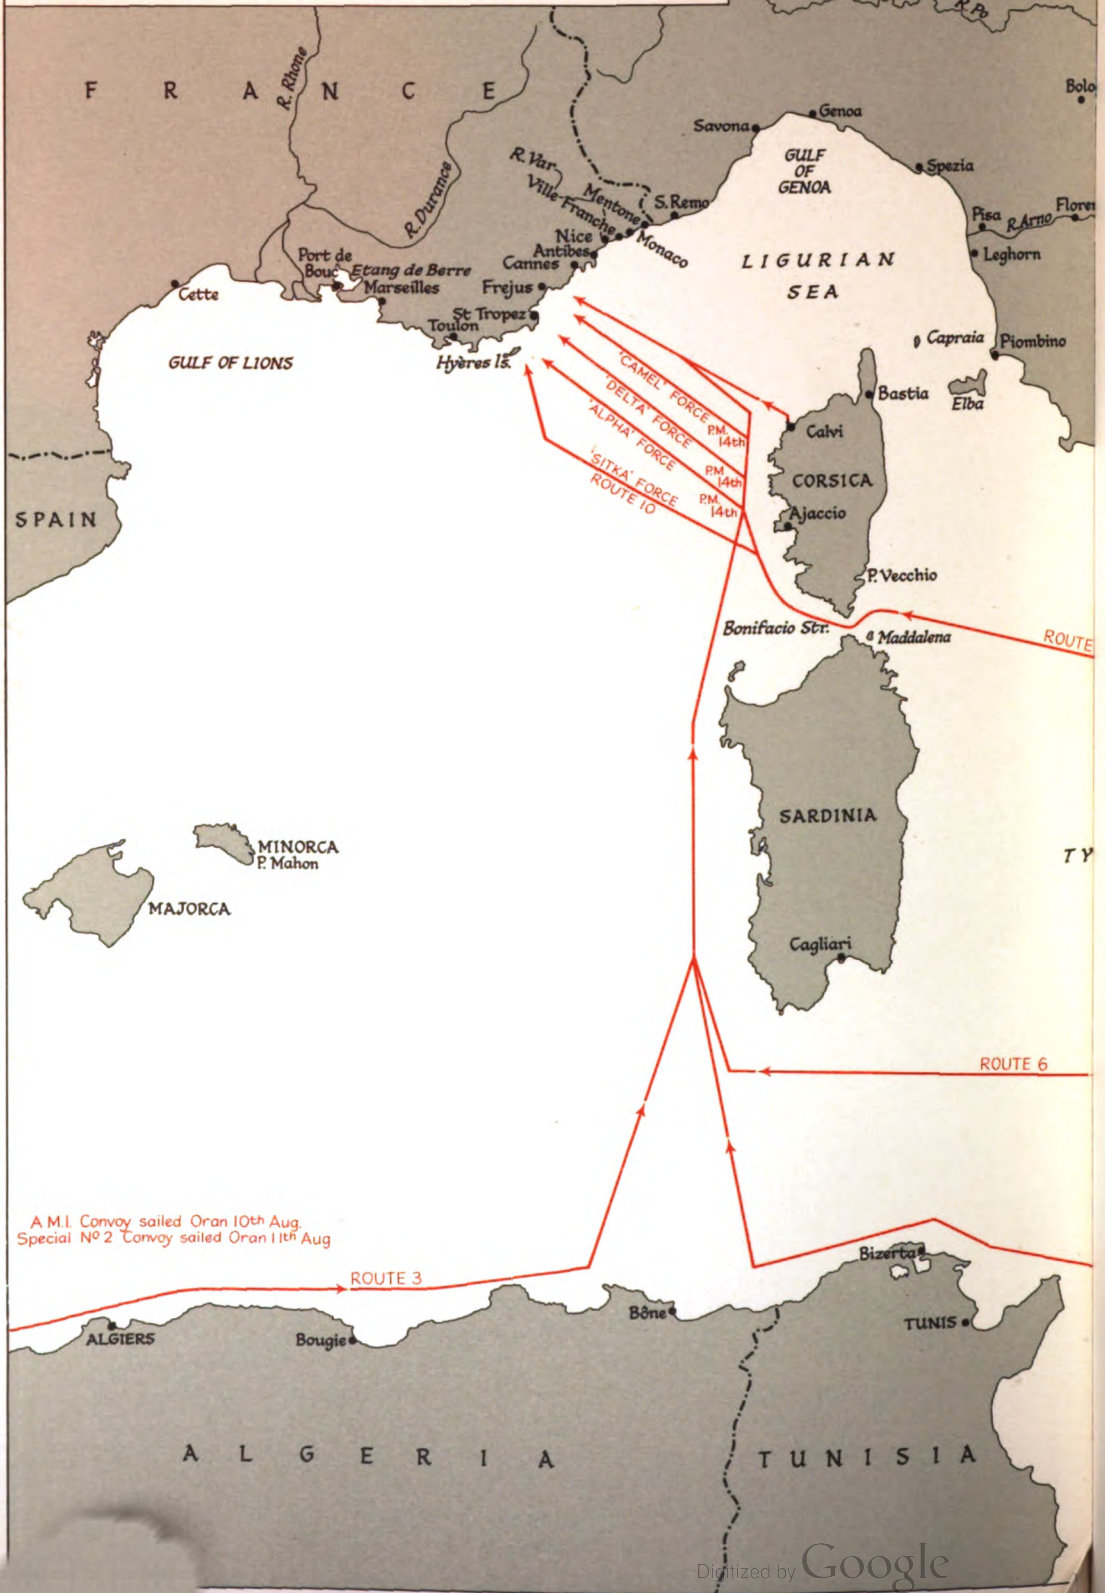 R. Po
F R A N C E
R. Rhone
Bolo
Genoa
Savona
GULF
OF
GENOA
R. Var
Spezia
R. Durance
Ville Franche
Mentone
S. Remo
Pisa
R. Arno
Floren
Nice
Monaco
Antibes
Cannes
Leghorn
Port de
Bouc
Etang de Berre
LIGURIAN
SEA
Cette
Marseilles
Frejus
St Tropez
Toulon
Hyères Is.
GULF OF LIONS
Capraia
Piombino
Elba
Bastia
'CAMEL' FORCE
P.M.
14th
Calvi
'DELTA' FORCE
P.M.
14th
'ALPHA' FORCE
P.M.
14th
'SITKA' FORCE
ROUTE 10
CORSICA
SPAIN
Ajaccio
P. Vecchio
Bonifacio Str.
Maddalena
ROUTE
SARDINIA
MINORCA
P. Mahon
TY
MAJORCA
Cagliari
ROUTE 6
A M.I. Convoy sailed Oran 10th Aug.
Special Nº 2 Convoy sailed Oran 11th Aug
ROUTE 3
Bizerta
ALGIERS
Bougie
Bône
TUNIS
A L G E R I A
T U N I S I A
Digitized by Google